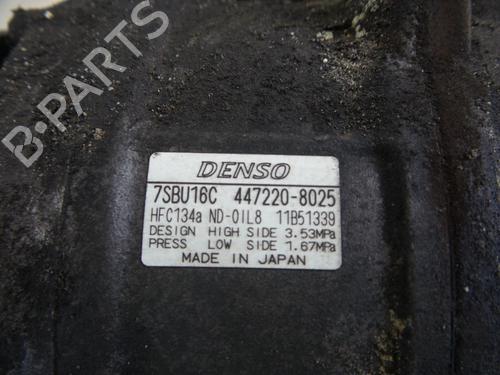 B-PARTS
DENSO
7SBU16C 447220-8025
HFC134a ND-OIL8 11B51339
DESIGN HIGH SIDE 3.53MPa
PRESS LOW SIDE 1.67MPa
MADE IN JAPAN